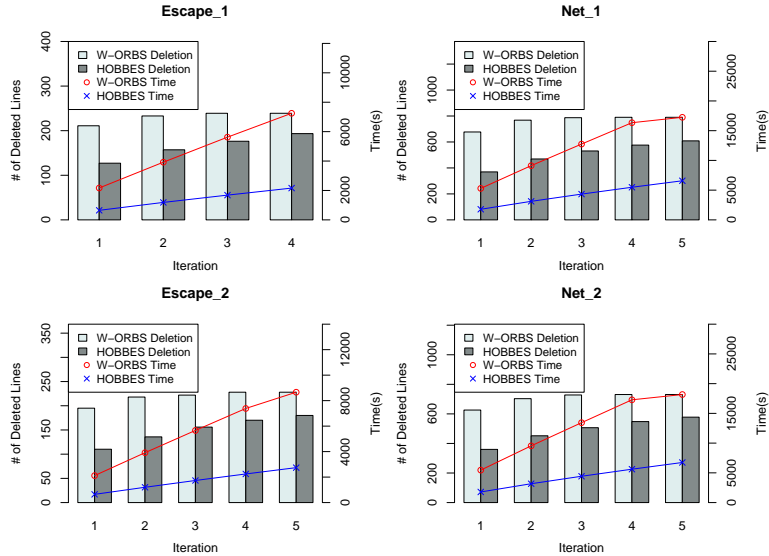 Escape_1
# of Deleted Lines
400
300
200
100
0
W−ORBS Deletion
HOBBES Deletion
W−ORBS Time
HOBBES Time
10000
6000
2000
0
Time(s)
1 2 3 4
Iteration
Net_1
# of Deleted Lines
1000
600
200
0
W−ORBS Deletion
HOBBES Deletion
W−ORBS Time
HOBBES Time
25000
15000
5000
0
Time(s)
1 2 3 4 5
Iteration
Escape_2
# of Deleted Lines
350
250
150
50
0
W−ORBS Deletion
HOBBES Deletion
W−ORBS Time
HOBBES Time
12000
8000
4000
0
Time(s)
1 2 3 4 5
Iteration
Net_2
# of Deleted Lines
1000
600
200
0
W−ORBS Deletion
HOBBES Deletion
W−ORBS Time
HOBBES Time
25000
15000
5000
0
Time(s)
1 2 3 4 5
Iteration